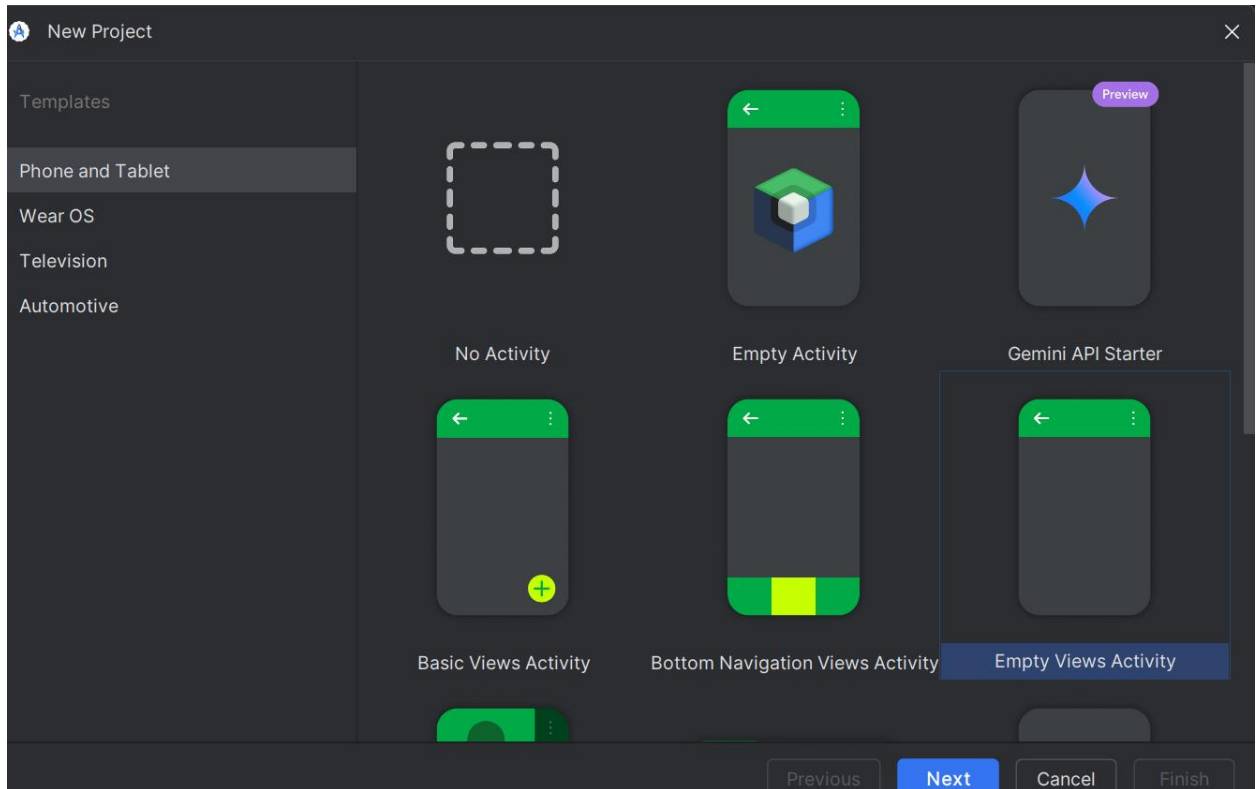 New Project
Templates
Phone and Tablet
Wear OS
Television
Automotive
Preview
No Activity
Empty Activity
Gemini API Starter
Basic Views Activity
Bottom Navigation Views Activity
Empty Views Activity
Previous
Next
Cancel
Finish